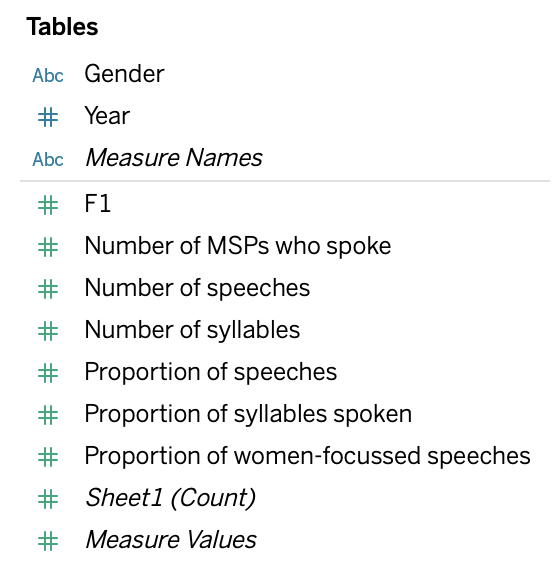 Tables
Abc Gender
# Year
Abc Measure Names
# F1
# Number of MSPs who spoke
# Number of speeches
# Number of syllables
# Proportion of speeches
# Proportion of syllables spoken
# Proportion of women-focussed speeches
# Sheet1 (Count)
# Measure Values